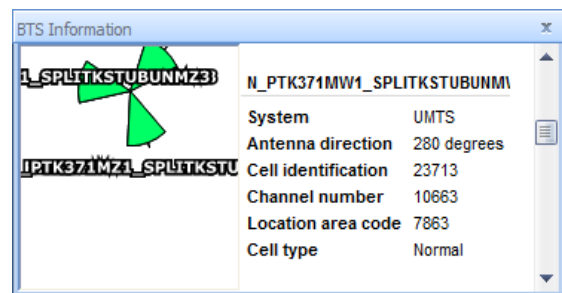 BTS Information
x
1_SPLITKSTUBUNMZ3
N_PTK371MW1_SPLITKSTUBUNM
System UMTS
Antenna direction 280 degrees
Cell identification 23713
PTK371MZ1_SPLITKSTU
Channel number 10663
Location area code 7863
Cell type Normal